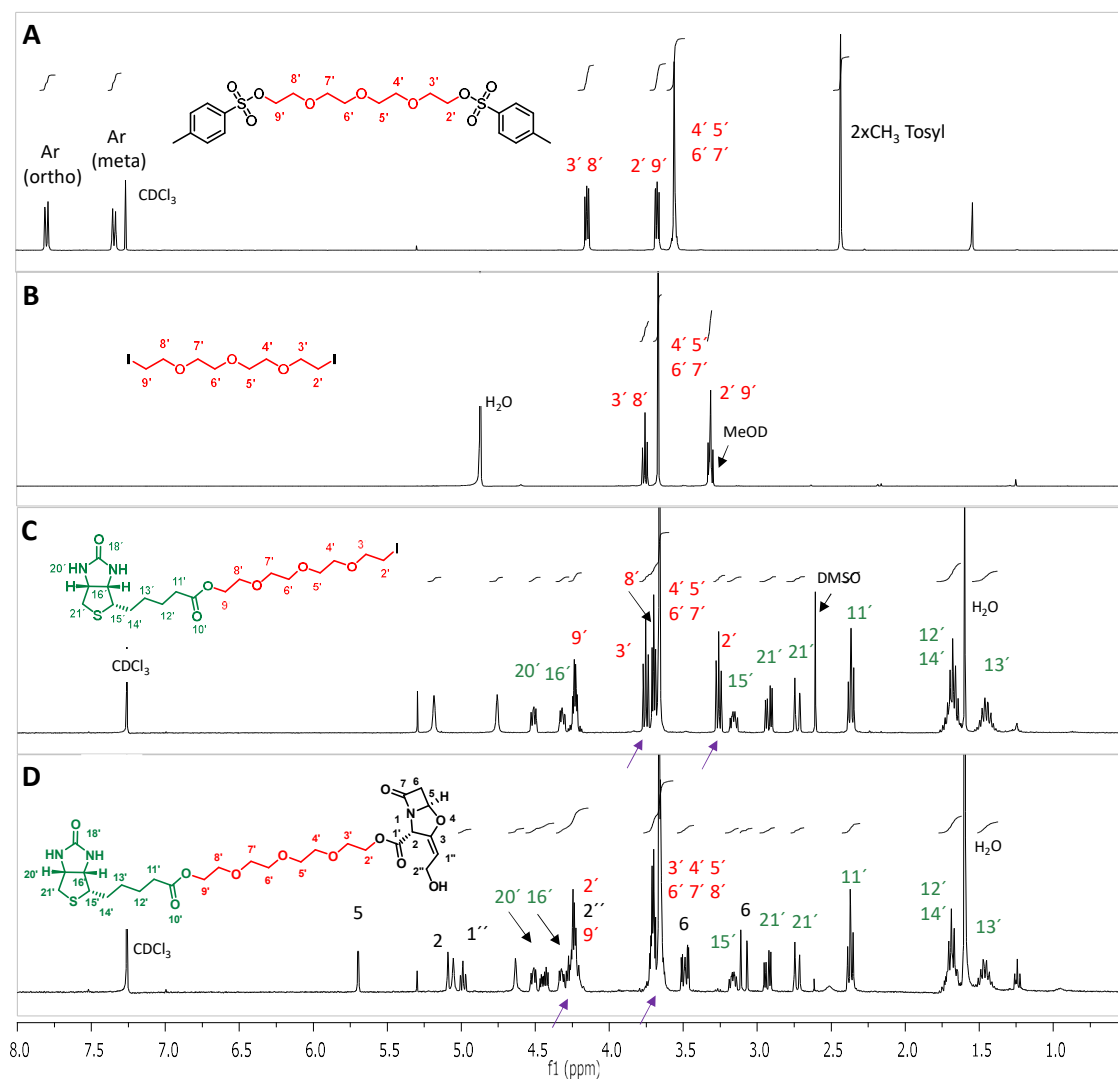 A
8'
7'
4'
3'
9'
6'
5'
2'
O
O
S
O
O
O
O
O
S
O
O
Ar
(ortho)
Ar
(meta)
CDCl3
3´ 8´
2´ 9´
4´ 5´
6´ 7´
2xCH3 Tosyl
B
8'
7'
4'
3'
I
O
O
O
I
9'
6'
5'
2'
H2O
3´ 8´
4´ 5´
6´ 7´
2´ 9´
MeOD
C
O
18´
20´
HN
NH
H
H
16´
21´
S
15´
14´
13´
12´
11´
10´
O
O
9
8'
7'
6'
5'
4'
3
2'
O
O
O
I
CDCl3
20´
16´
9´
8´
3´
4´ 5´
6´ 7´
2´
15´
21´
21´
DMSO
11´
12´
14´
H2O
13´
D
O
18'
HN
NH
20'
H
H
16'
21'
S
15'
14'
13'
12'
11'
10'
O
O
9'
8'
7'
6'
5'
4'
3'
2'
O
O
O
O
1'
O
7
6
5
H
O
N
1
O
4
2
3
1''
2''
OH
CDCl3
5
2
1´´
20´
16´
2´
2´´
9´
3´ 4´ 5´
6´ 7´ 8´
6
15´
6
21´
21´
11´
12´
14´
H2O
13´
8.0 7.5 7.0 6.5 6.0 5.5 5.0 4.5 4.0 3.5 3.0 2.5 2.0 1.5 1.0
f1 (ppm)